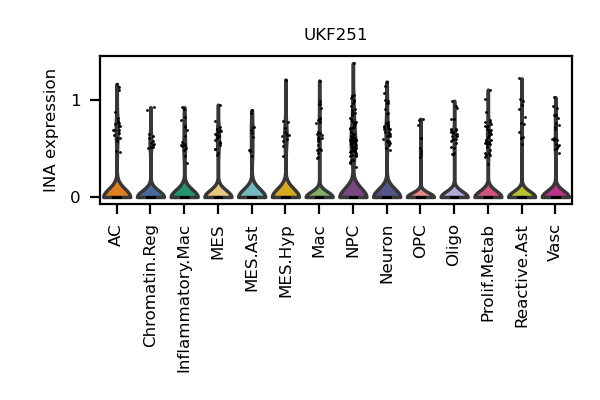 UKF251
INA expression
1
0
AC
Chromatin.Reg
Inflammatory.Mac
MES
MES.Ast
MES.Hyp
Mac
NPC
Neuron
OPC
Oligo
Prolif.Metab
Reactive.Ast
Vasc